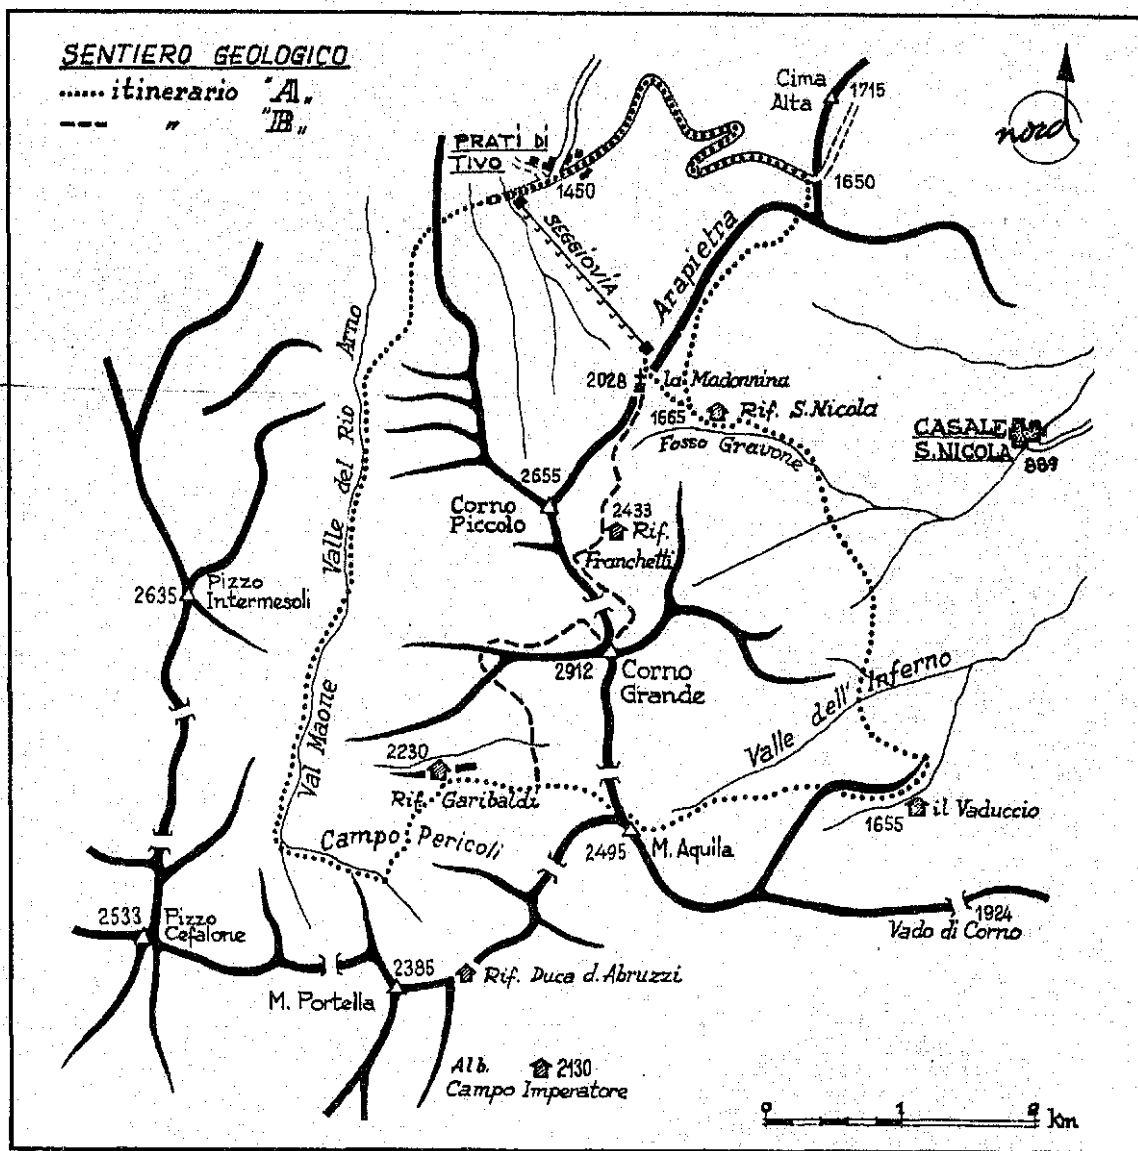 SENTIERO GEOLOGICO
...... itinerario "A„
--- " "B„
nord
Cima
Alta
1715
PRATI DI
TIVO
1450
1650
SEGGIOVIA
Arapietra
Valle del Rio Arno
2028
la Madonnina
1665
Rif. S.Nicola
Fosso Gravone
CASALE
S.NICOLA
889
2655
Corno
Piccolo
2433
Rif.
Franchetti
2635
Pizzo
Intermesoli
2912
Corno
Grande
Valle dell' Inferno
Val Maone
2230
Rif. Garibaldi
Campo Pericoli
1655
il Vaduccio
2495
M. Aquila
2533
Pizzo
Cefalone
1924
Vado di Corno
2385
Rif. Duca d. Abruzzi
M. Portella
Alb.
2130
Campo Imperatore
0 1 2 km